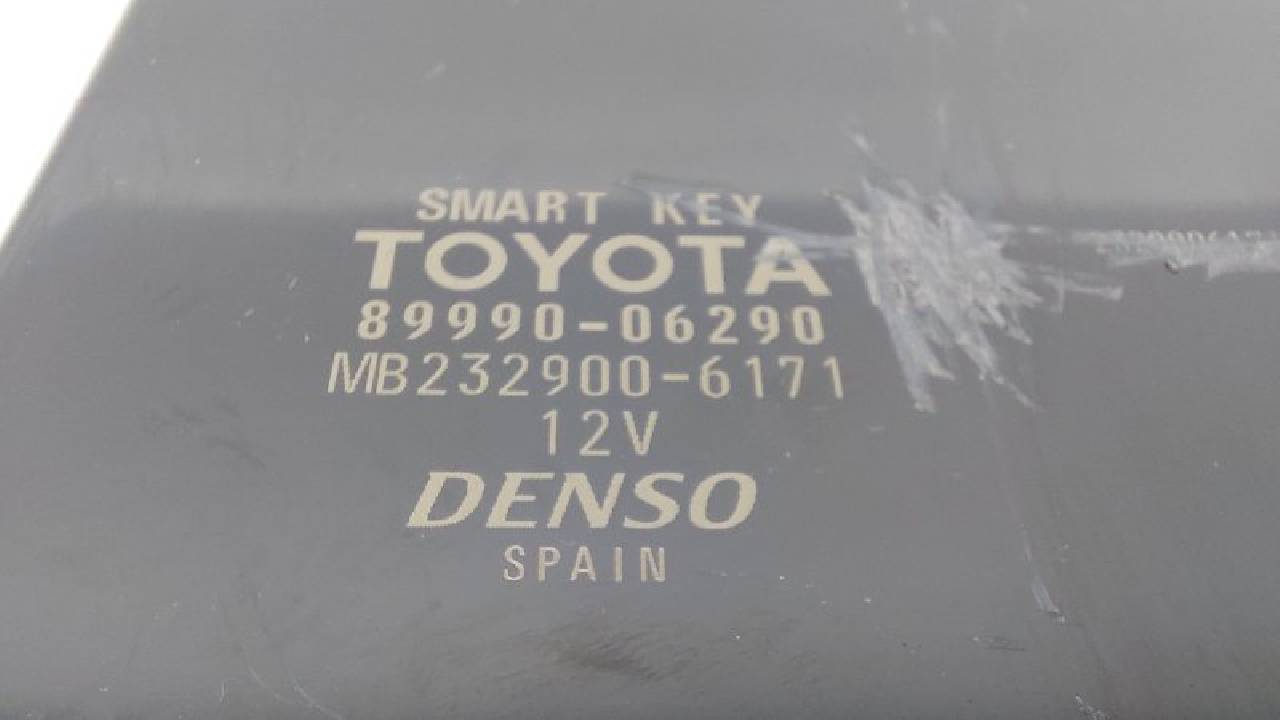 SMART KEY
TOYOTA
89990-06290
MB232900-6171
12V
DENSO
SPAIN